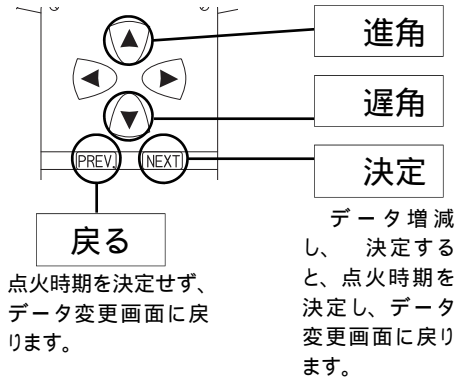 進角
遅角
PREV.
NEXT
決定
戻る
点火時期を決定せず、
データ変更画面に戻
ります。
データ増減
し、 決定する
と、点火時期を
決定し、データ
変更画面に戻り
ます。